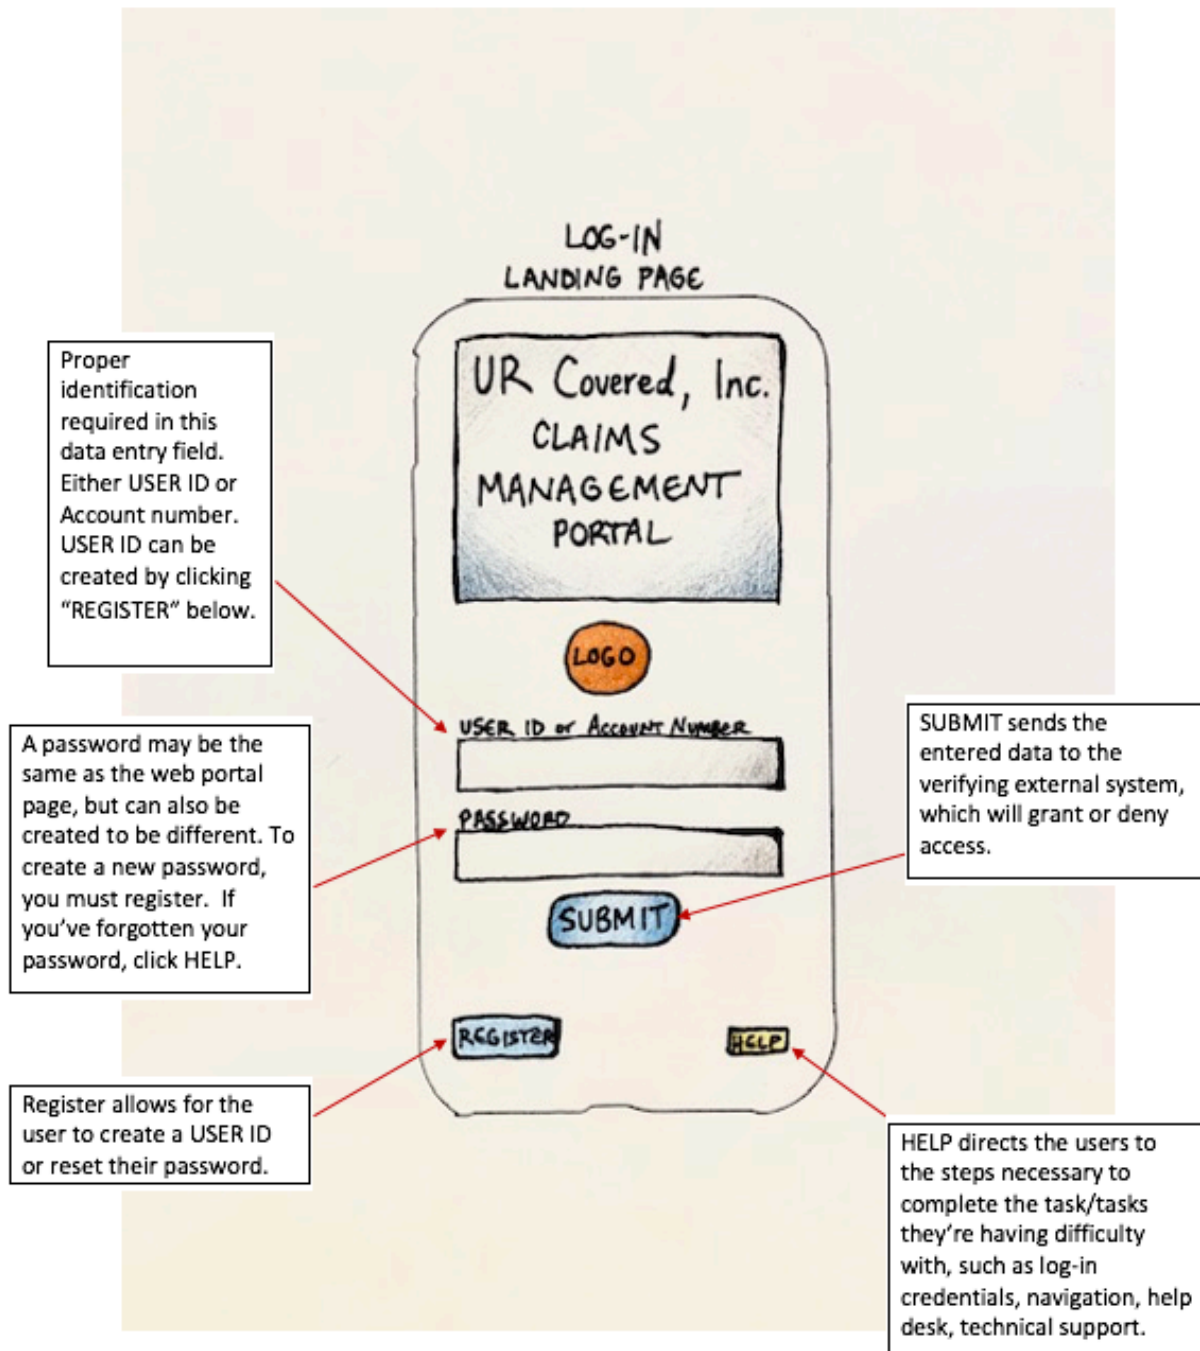 LOG-IN
LANDING PAGE
UR Covered, Inc.
CLAIMS
MANAGEMENT
PORTAL
LOGO
USER ID or Account Number
PASSWORD
SUBMIT
REGISTER
HELP
Proper
identification
required in this
data entry field.
Either USER ID or
Account number.
USER ID can be
created by clicking
“REGISTER” below.
A password may be the
same as the web portal
page, but can also be
created to be different. To
create a new password,
you must register.  If
you’ve forgotten your
password, click HELP.
Register allows for the
user to create a USER ID
or reset their password.
SUBMIT sends the
entered data to the
verifying external system,
which will grant or deny
access.
HELP directs the users to
the steps necessary to
complete the task/tasks
they’re having difficulty
with, such as log-in
credentials, navigation, help
desk, technical support.